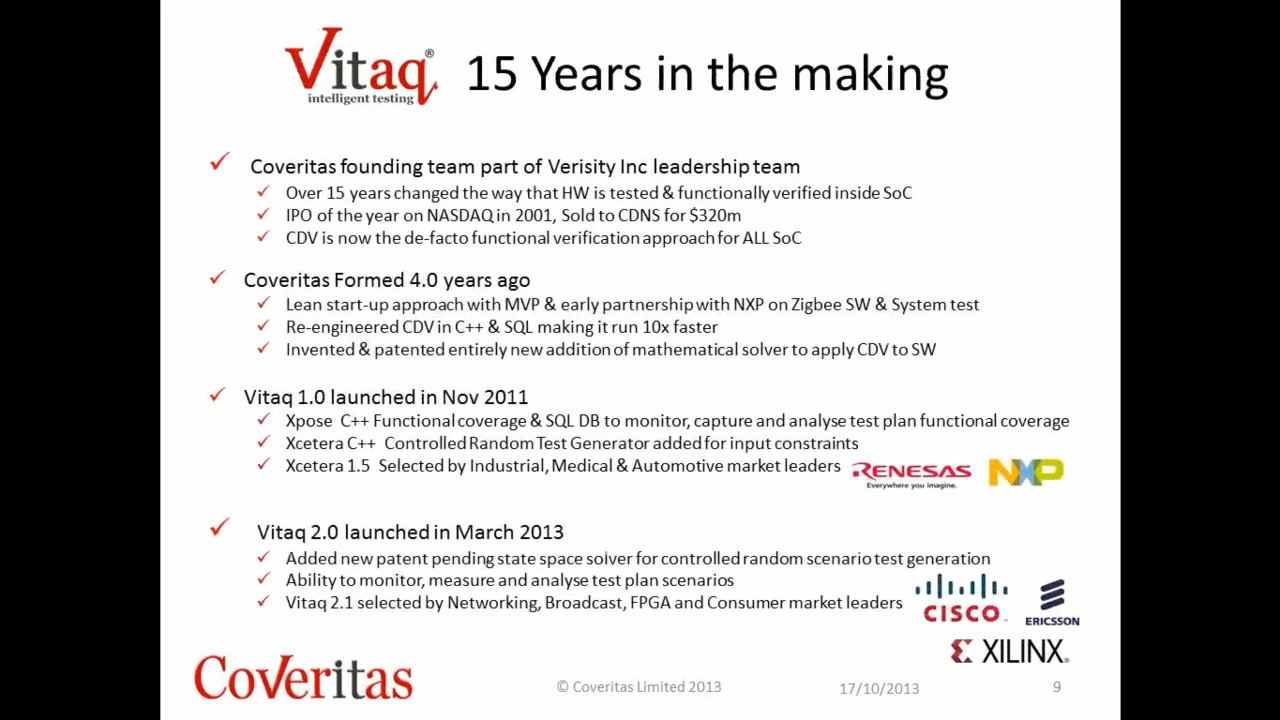 Vitaq®
intelligent testing
15 Years in the making
Coveritas founding team part of Verisity Inc leadership team
Over 15 years changed the way that HW is tested & functionally verified inside SoC
IPO of the year on NASDAQ in 2001, Sold to CDNS for $320m
CDV is now the de-facto functional verification approach for ALL SoC
Coveritas Formed 4.0 years ago
Lean start-up approach with MVP & early partnership with NXP on Zigbee SW & System test
Re-engineered CDV in C++ & SQL making it run 10x faster
Invented & patented entirely new addition of mathematical solver to apply CDV to SW
Vitaq 1.0 launched in Nov 2011
Xpose C++ Functional coverage & SQL DB to monitor, capture and analyse test plan functional coverage
Xcetera C++ Controlled Random Test Generator added for input constraints
Xcetera 1.5 Selected by Industrial, Medical & Automotive market leaders
RENESAS
Everywhere you imagine.
NXP
Vitaq 2.0 launched in March 2013
Added new patent pending state space solver for controlled random scenario test generation
Ability to monitor, measure and analyse test plan scenarios
Vitaq 2.1 selected by Networking, Broadcast, FPGA and Consumer market leaders
CISCO
ERICSSON
XILINX®
Coveritas
© Coveritas Limited 2013
17/10/2013
9